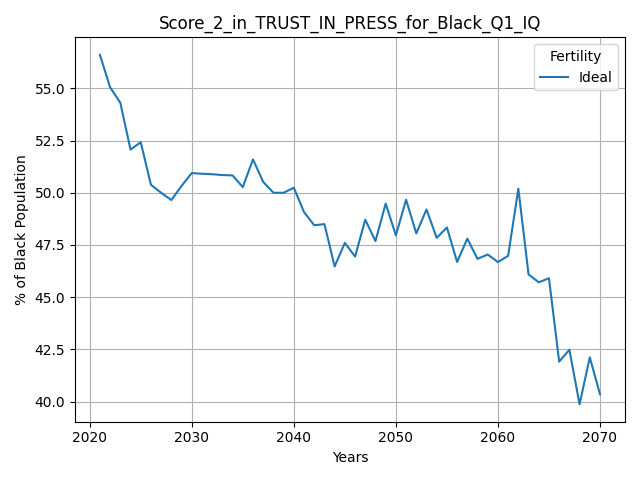 Score_2_in_TRUST_IN_PRESS_for_Black_Q1_IQ
Fertility
Ideal
% of Black Population
55.0
52.5
50.0
47.5
45.0
42.5
40.0
2020 2030 2040 2050 2060 2070
Years